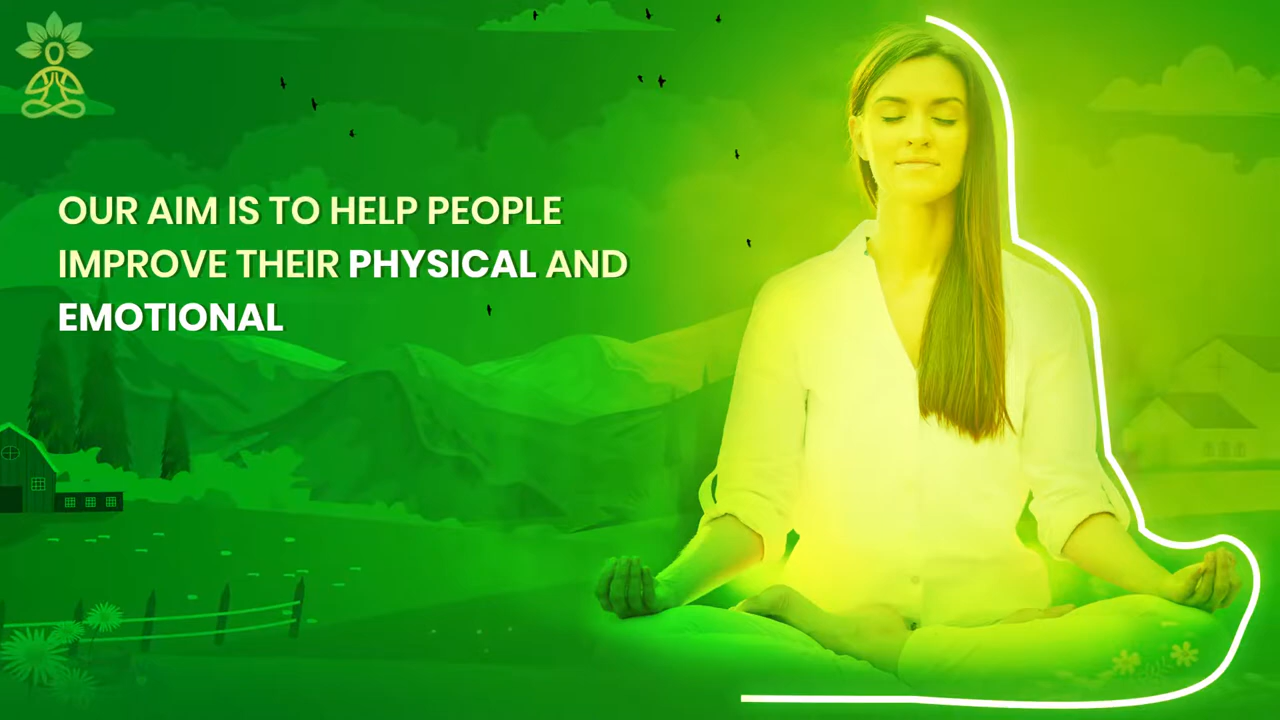 OUR AIM IS TO HELP PEOPLE
IMPROVE THEIR PHYSICAL AND
EMOTIONAL